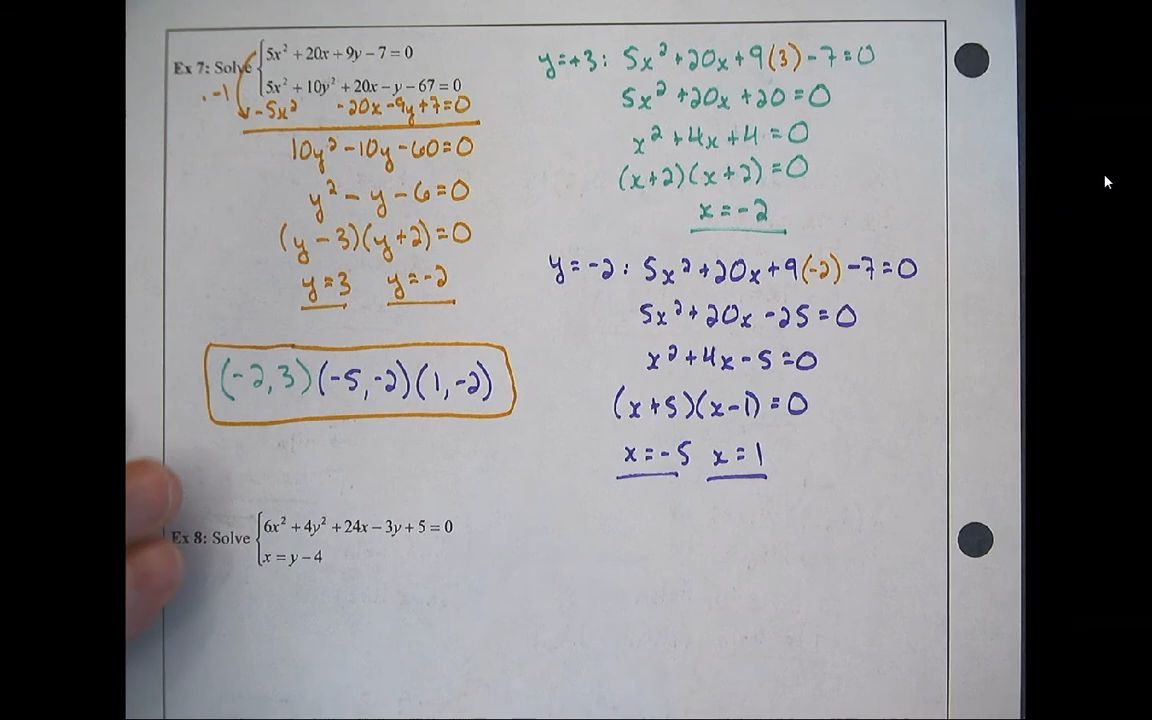 Ex 7: Solve { 5x² + 20x + 9y − 7 = 0
5x² + 10y² + 20x − y − 67 = 0
· −1 −5x² −20x −9y + 7 = 0
10y² − 10y − 60 = 0
y² − y − 6 = 0
(y − 3)(y + 2) = 0
y = 3 y = −2
(−2, 3) (−5, −2) (1, −2)
y = +3 : 5x² + 20x + 9(3) − 7 = 0
5x² + 20x + 20 = 0
x² + 4x + 4 = 0
(x + 2)(x + 2) = 0
x = −2
y = −2 : 5x² + 20x + 9(−2) − 7 = 0
5x² + 20x − 25 = 0
x² + 4x − 5 = 0
(x + 5)(x − 1) = 0
x = −5 x = 1
Ex 8: Solve { 6x² + 4y² + 24x − 3y + 5 = 0
x = y − 4